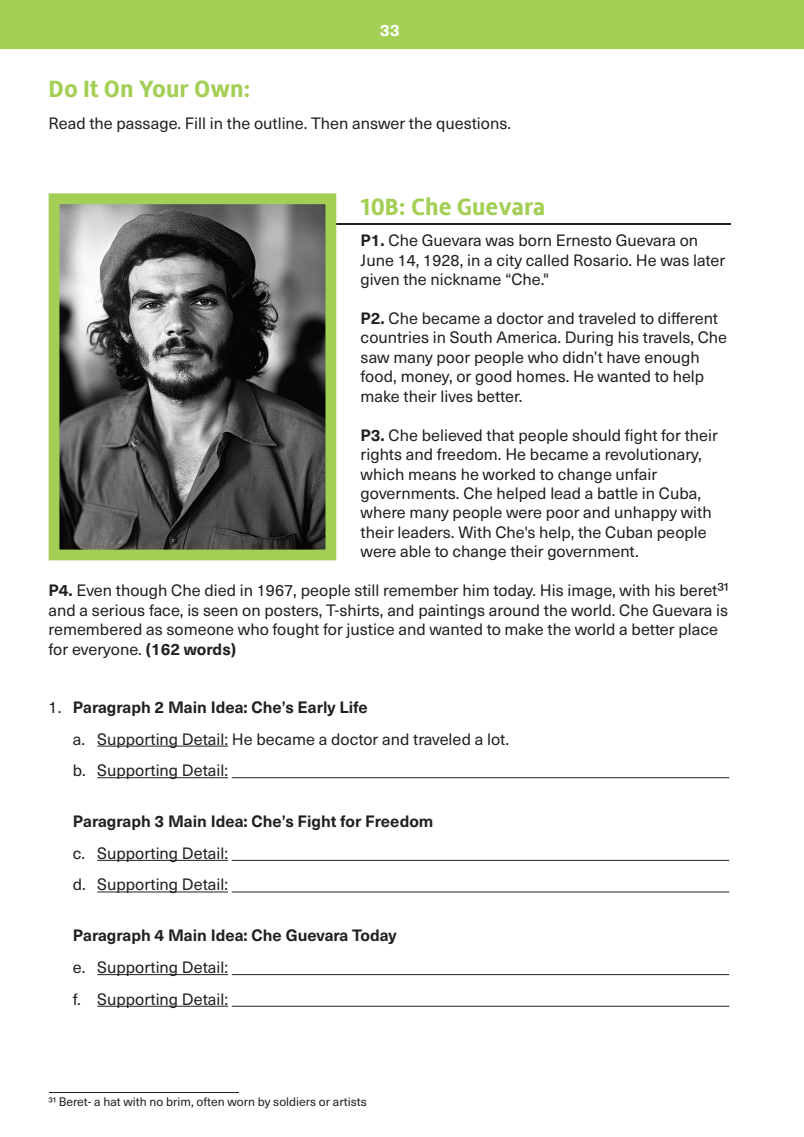 33
Do It On Your Own:
Read the passage. Fill in the outline. Then answer the questions.
10B: Che Guevara
P1. Che Guevara was born Ernesto Guevara on
June 14, 1928, in a city called Rosario. He was later
given the nickname “Che."
P2. Che became a doctor and traveled to different
countries in South America. During his travels, Che
saw many poor people who didn’t have enough
food, money, or good homes. He wanted to help
make their lives better.
P3. Che believed that people should fight for their
rights and freedom. He became a revolutionary,
which means he worked to change unfair
governments. Che helped lead a battle in Cuba,
where many people were poor and unhappy with
their leaders. With Che's help, the Cuban people
were able to change their government.
P4. Even though Che died in 1967, people still remember him today. His image, with his beret³¹
and a serious face, is seen on posters, T-shirts, and paintings around the world. Che Guevara is
remembered as someone who fought for justice and wanted to make the world a better place
for everyone. (162 words)
1. Paragraph 2 Main Idea: Che’s Early Life
a. Supporting Detail: He became a doctor and traveled a lot.
b. Supporting Detail:
Paragraph 3 Main Idea: Che’s Fight for Freedom
c. Supporting Detail:
d. Supporting Detail:
Paragraph 4 Main Idea: Che Guevara Today
e. Supporting Detail:
f. Supporting Detail:
³¹ Beret- a hat with no brim, often worn by soldiers or artists